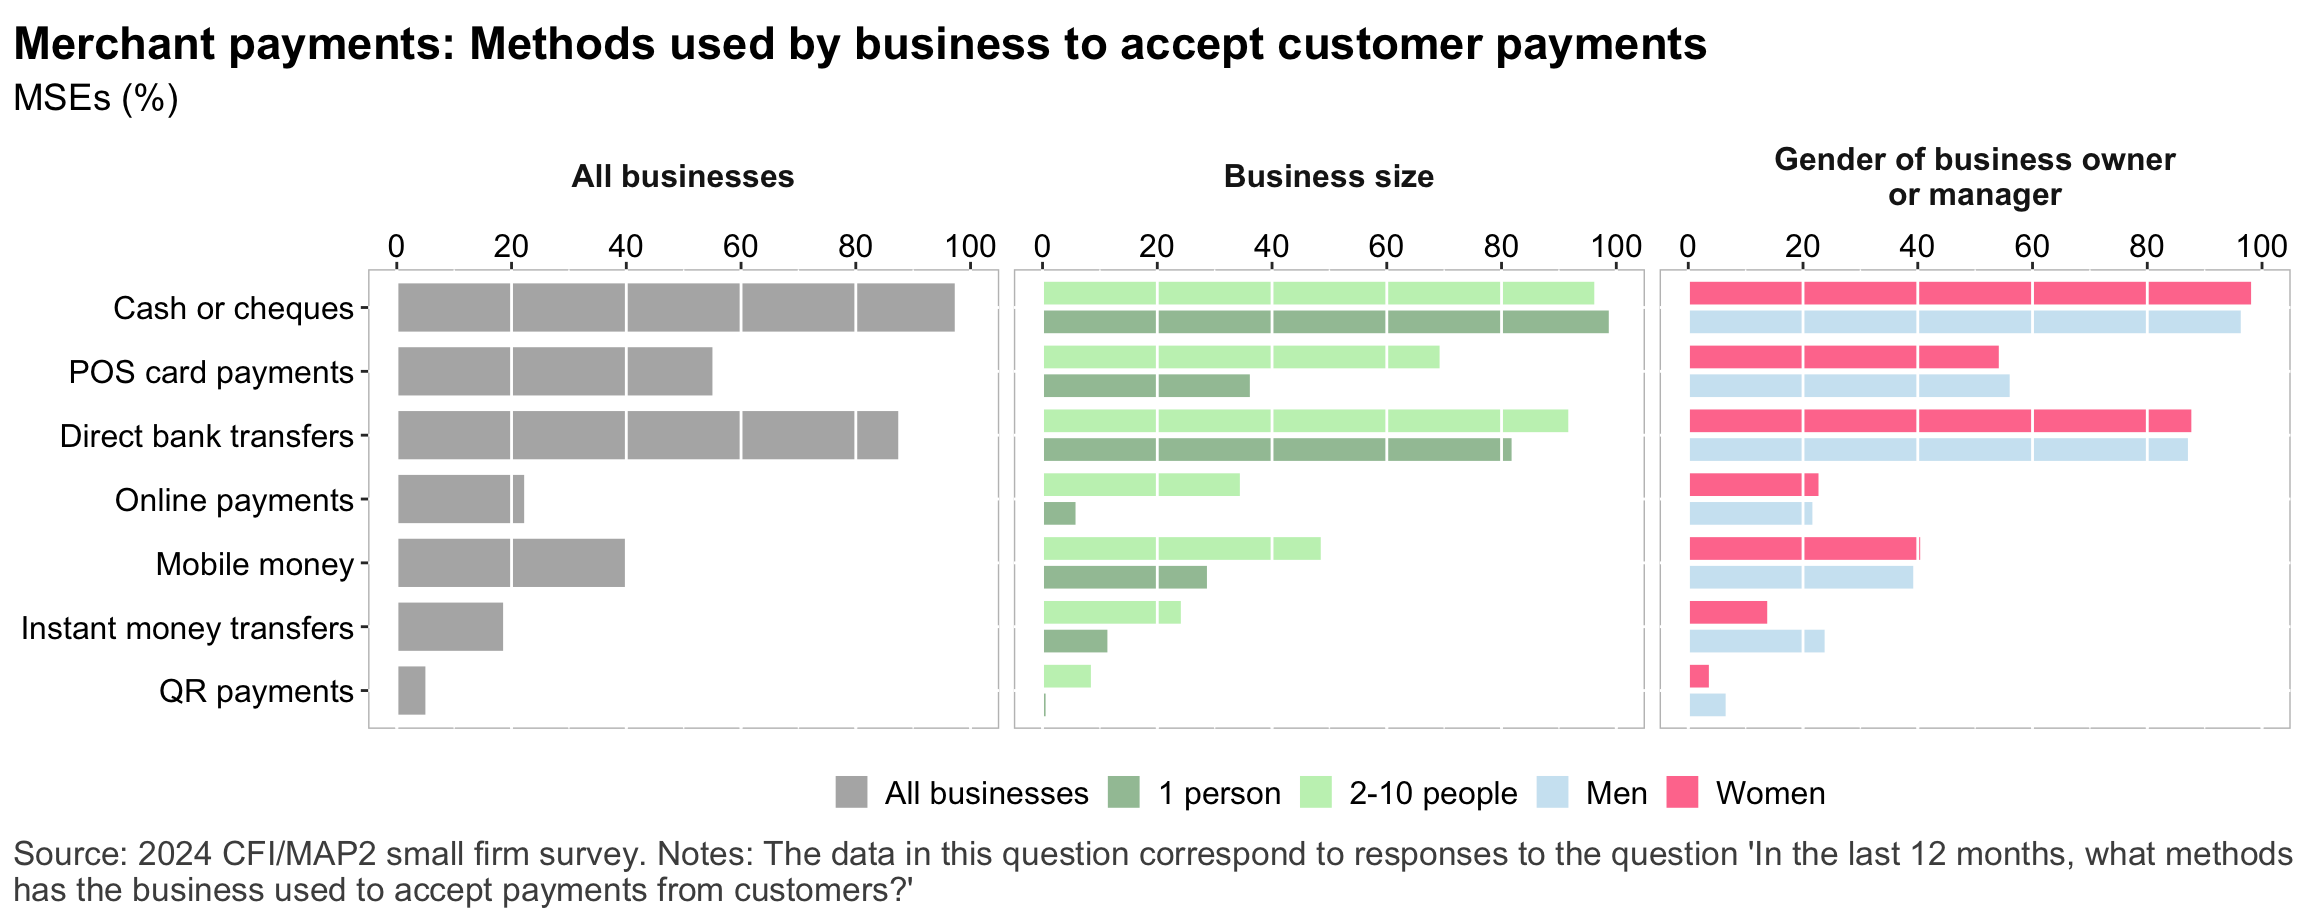 Merchant payments: Methods used by business to accept customer payments
MSEs (%)
All businesses
Business size
Gender of business owner
or manager
0 20 40 60 80 100
0 20 40 60 80 100
0 20 40 60 80 100
Cash or cheques
POS card payments
Direct bank transfers
Online payments
Mobile money
Instant money transfers
QR payments
All businesses 1 person 2-10 people Men Women
Source: 2024 CFI/MAP2 small firm survey. Notes: The data in this question correspond to responses to the question 'In the last 12 months, what methods
has the business used to accept payments from customers?'